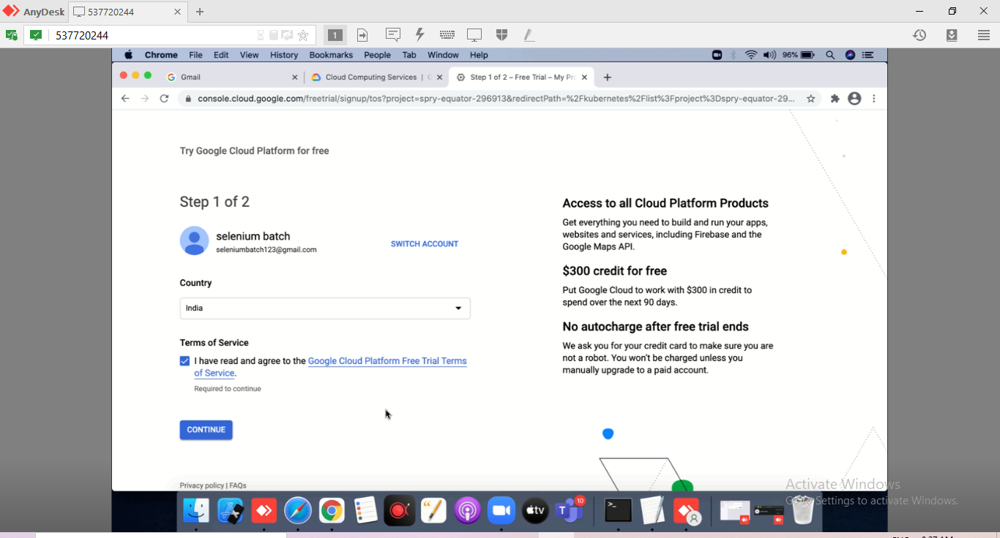 AnyDesk 537720244
537720244
1
Chrome File Edit View History Bookmarks People Tab Window Help 96%
Gmail Cloud Computing Services | G Step 1 of 2 – Free Trial – My Pr
console.cloud.google.com/freetrial/signup/tos?project=spry-equator-296913&redirectPath=%2Fkubernetes%2Flist%3Fproject%3Dspry-equator-29...
Try Google Cloud Platform for free
Step 1 of 2
selenium batch
seleniumbatch123@gmail.com
SWITCH ACCOUNT
Country
India
Terms of Service
I have read and agree to the Google Cloud Platform Free Trial Terms
of Service.
Required to continue
CONTINUE
Privacy policy | FAQs
Access to all Cloud Platform Products
Get everything you need to build and run your apps,
websites and services, including Firebase and the
Google Maps API.
$300 credit for free
Put Google Cloud to work with $300 in credit to
spend over the next 90 days.
No autocharge after free trial ends
We ask you for your credit card to make sure you are
not a robot. You won't be charged unless you
manually upgrade to a paid account.
Activate Windows
Settings to activate Windows.
tv
10